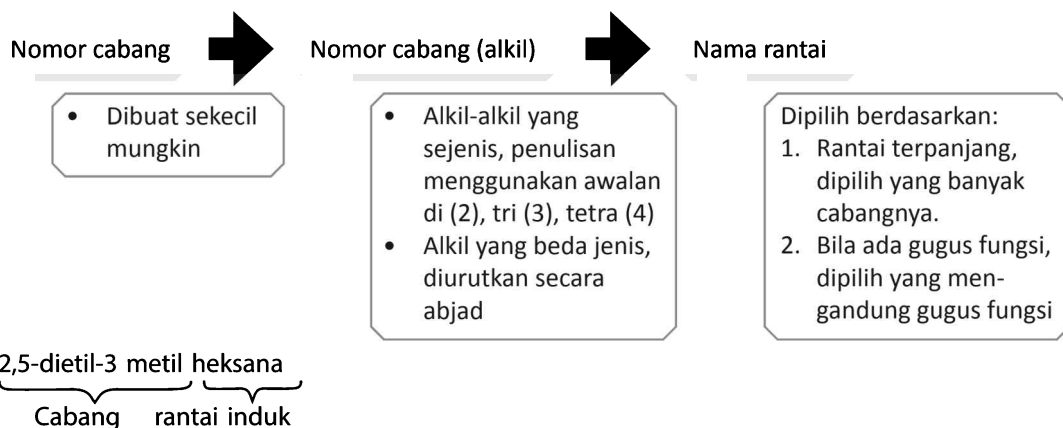 Nomor cabang
Nomor cabang (alkil)
Nama rantai
• Dibuat sekecil
mungkin
• Alkil-alkil yang
sejenis, penulisan
menggunakan awalan
di (2), tri (3), tetra (4)
• Alkil yang beda jenis,
diurutkan secara
abjad
Dipilih berdasarkan:
1. Rantai terpanjang,
dipilih yang banyak
cabangnya.
2. Bila ada gugus fungsi,
dipilih yang men-
gandung gugus fungsi
2,5-dietil-3 metil heksana
Cabang rantai induk